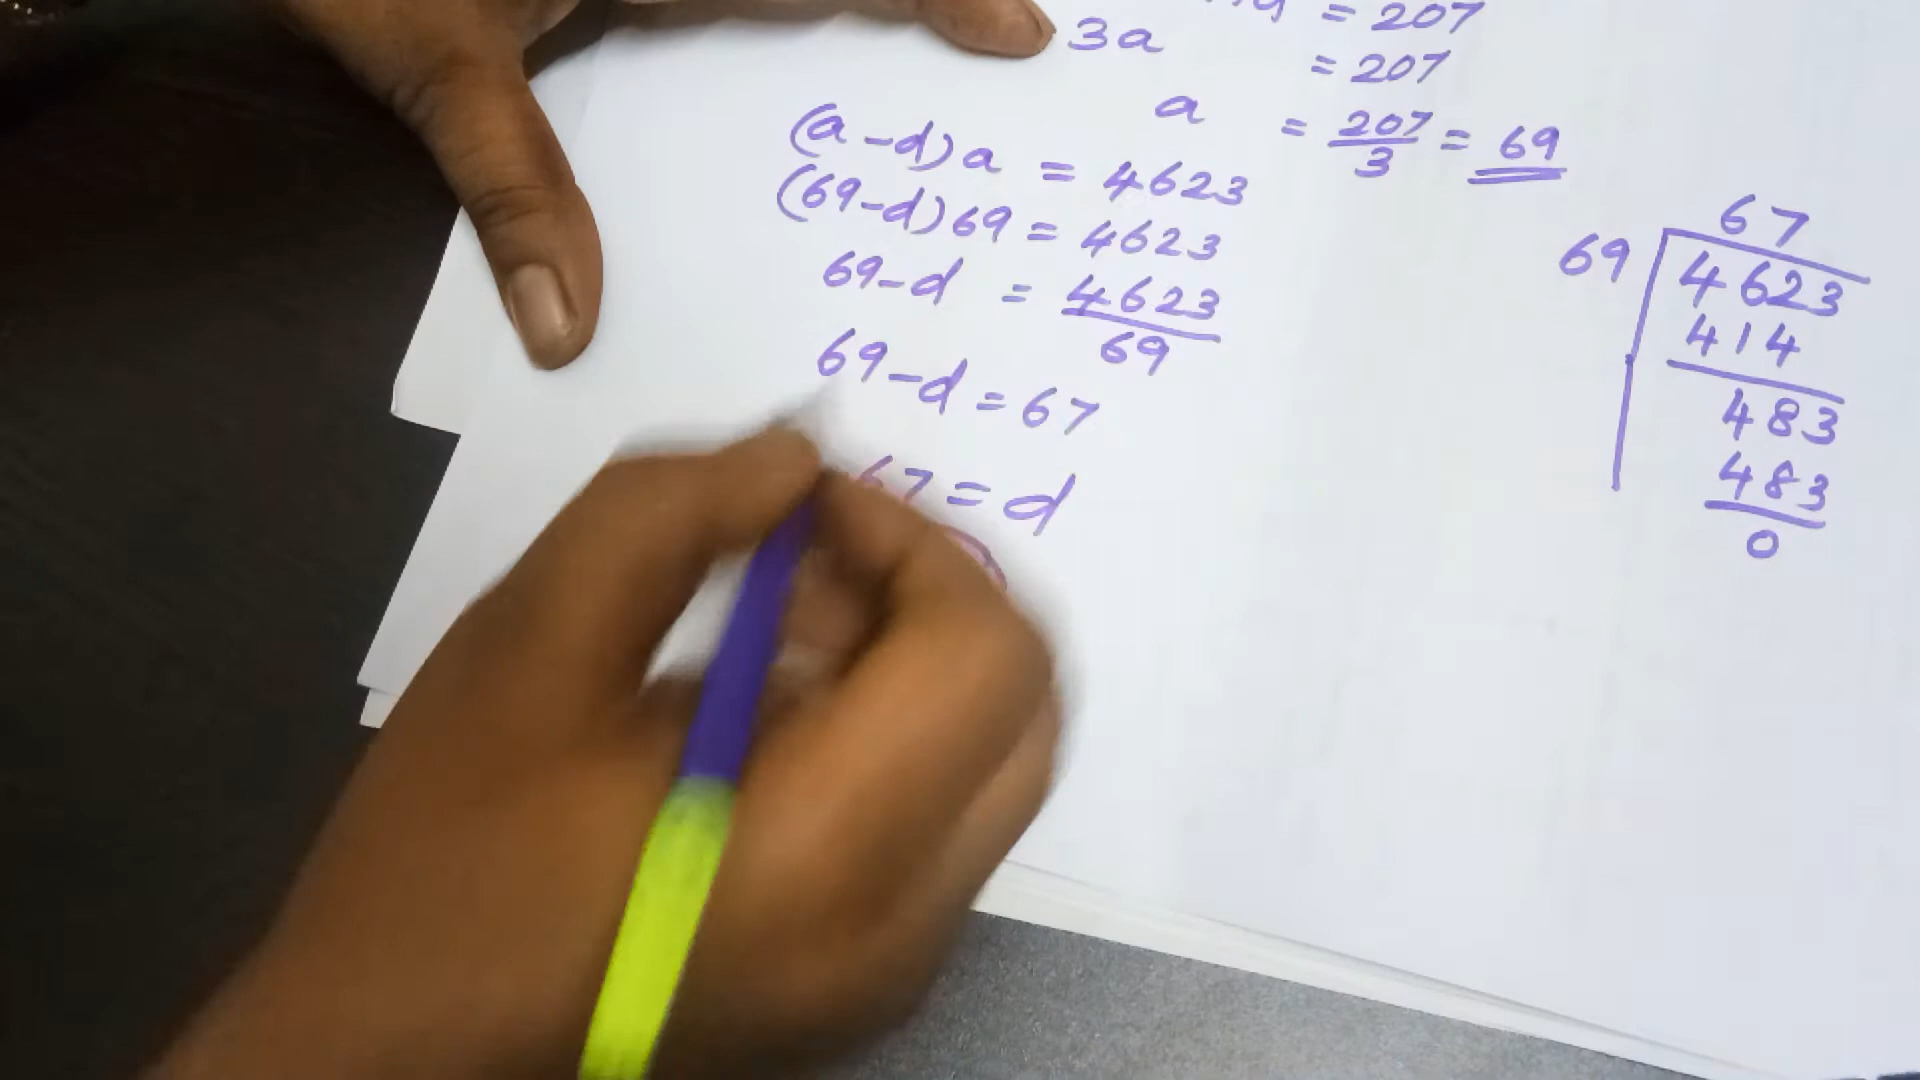 = 207
3a = 207
a = 207/3 = 69
(a-d)a = 4623
(69-d)69 = 4623
69-d = 4623/69
69-d = 67
67 = d
67
69 4623
414
483
483
0